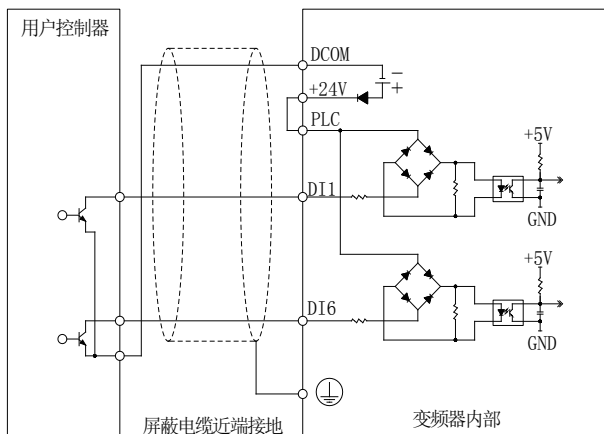 用户控制器
DCOM
+24V
PLC
+5V
DI1
GND
+5V
DI6
GND
屏蔽电缆近端接地
变频器内部